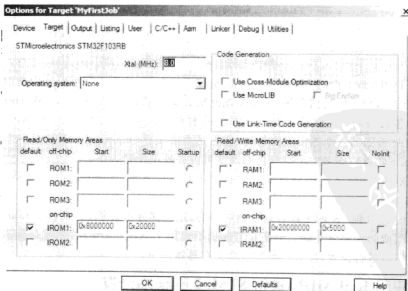 Options for Target 'MyFirstJob'
Device Target Output Listing User C/C++ Asm Linker Debug Utilities
STMicroelectronics STM32F103RB
Xtal (MHz): 8.0
Operating system: None
Code Generation
Use Cross-Module Optimization
Use MicroLIB
Big Endian
Use Link-Time Code Generation
Read/Only Memory Areas
default off-chip Start Size Startup
ROM1:
ROM2:
ROM3:
on-chip
IROM1: 0x8000000 0x20000
IROM2:
Read/Write Memory Areas
default off-chip Start Size NoInit
RAM1:
RAM2:
RAM3:
on-chip
IRAM1: 0x20000000 0x5000
IRAM2:
OK Cancel Defaults Help